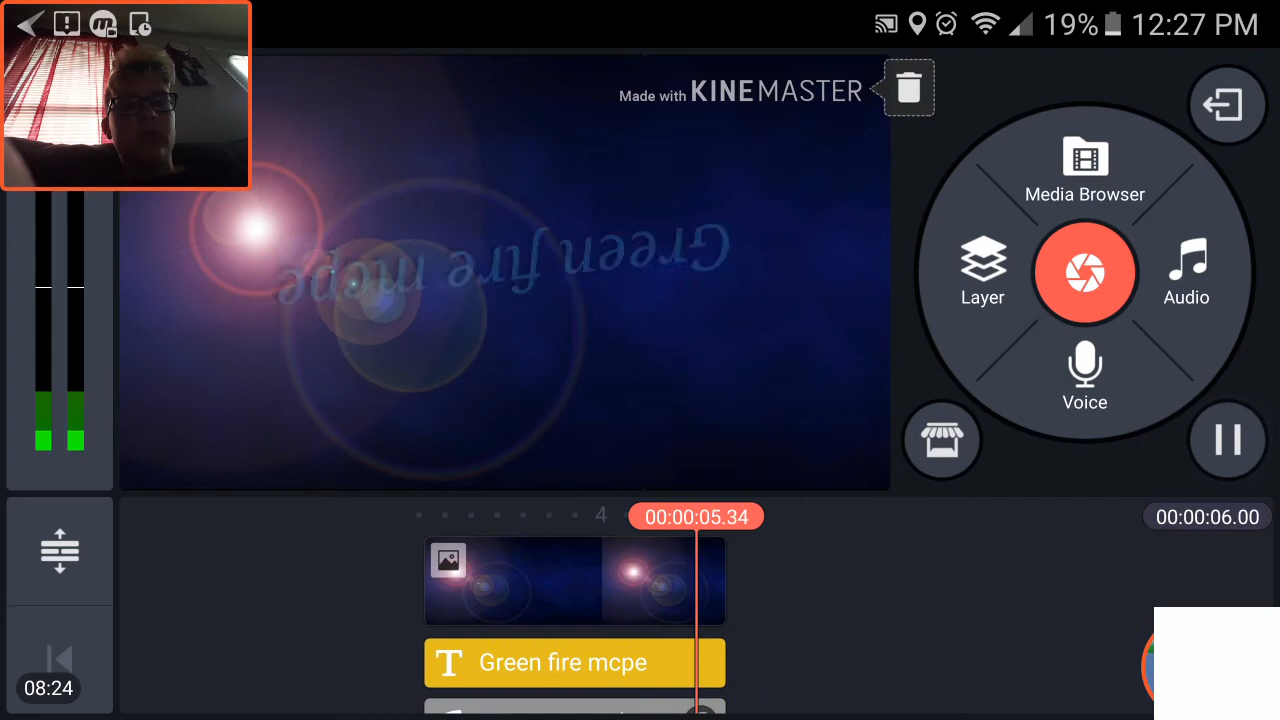 19% 12:27 PM
Made with KINEMASTER
Media Browser
Green fire mcpe
Layer
Audio
Voice
4
00:00:05.34
00:00:06.00
T Green fire mcpe
08:24